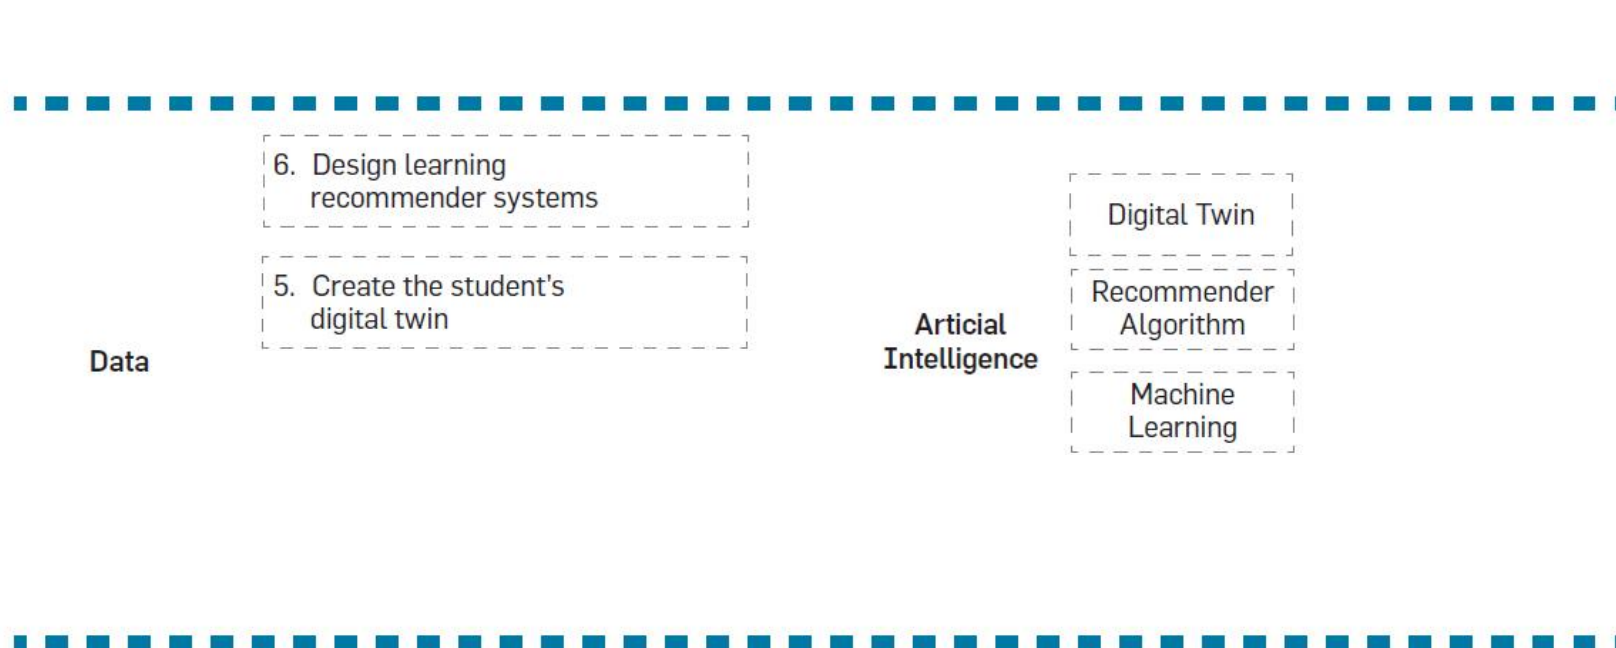 6. Design learning
recommender systems
5. Create the student's
digital twin
Data
Articial
Intelligence
Digital Twin
Recommender
Algorithm
Machine
Learning